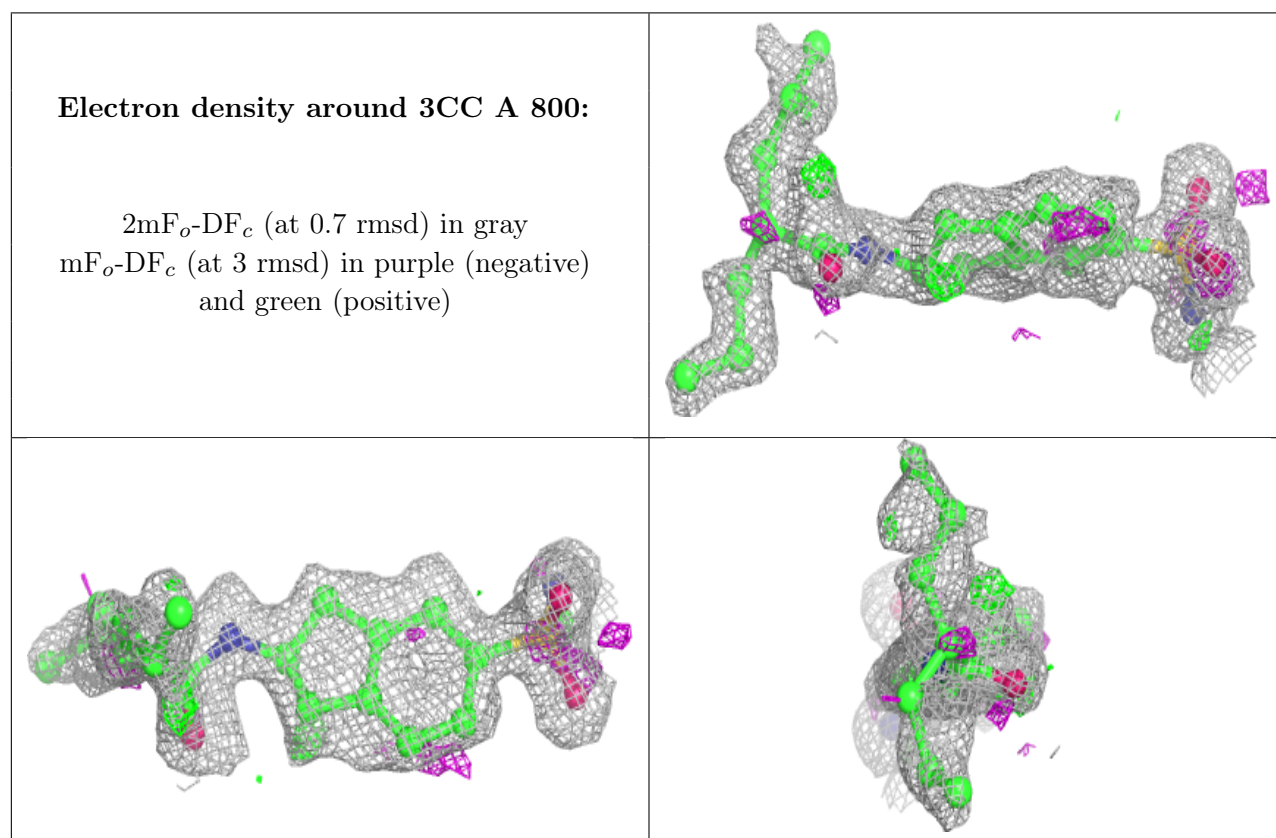 Electron density around 3CC A 800:
2mFₒ-DF𝑐 (at 0.7 rmsd) in gray
mFₒ-DF𝑐 (at 3 rmsd) in purple (negative)
and green (positive)